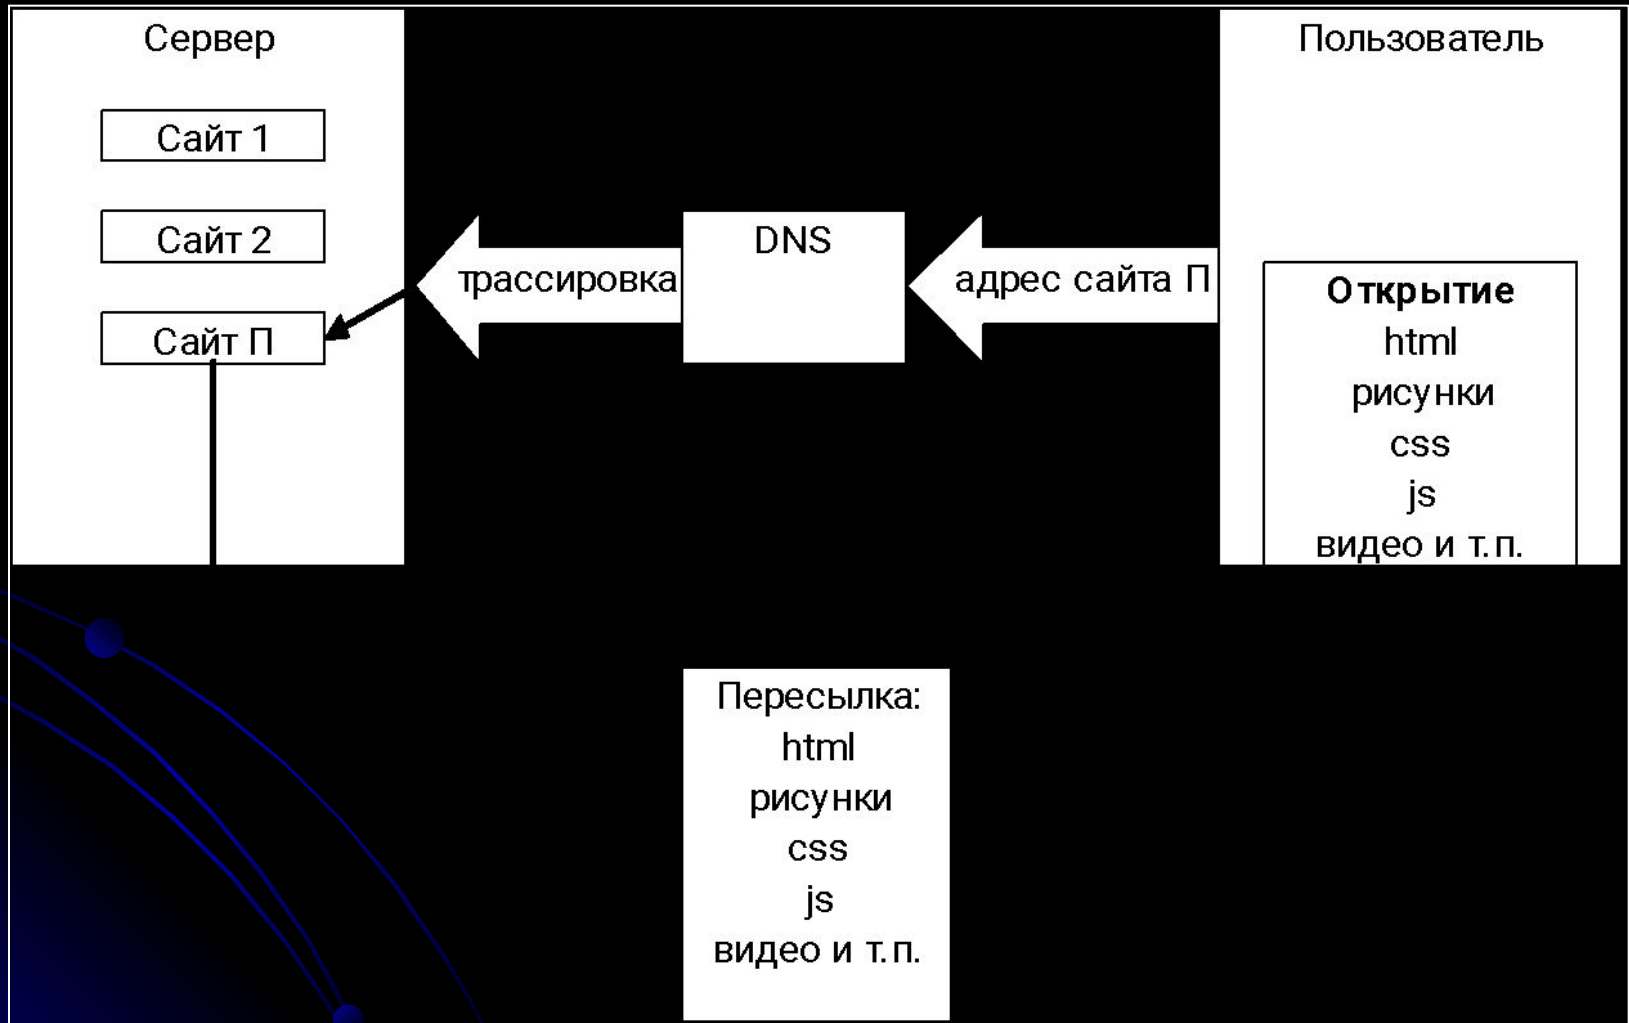 Сервер
Сайт 1
Сайт 2
Сайт П
трассировка
DNS
адрес сайта П
Пользователь
Открытие
html
рисунки
css
js
видео и т.п.
Пересылка:
html
рисунки
css
js
видео и т.п.